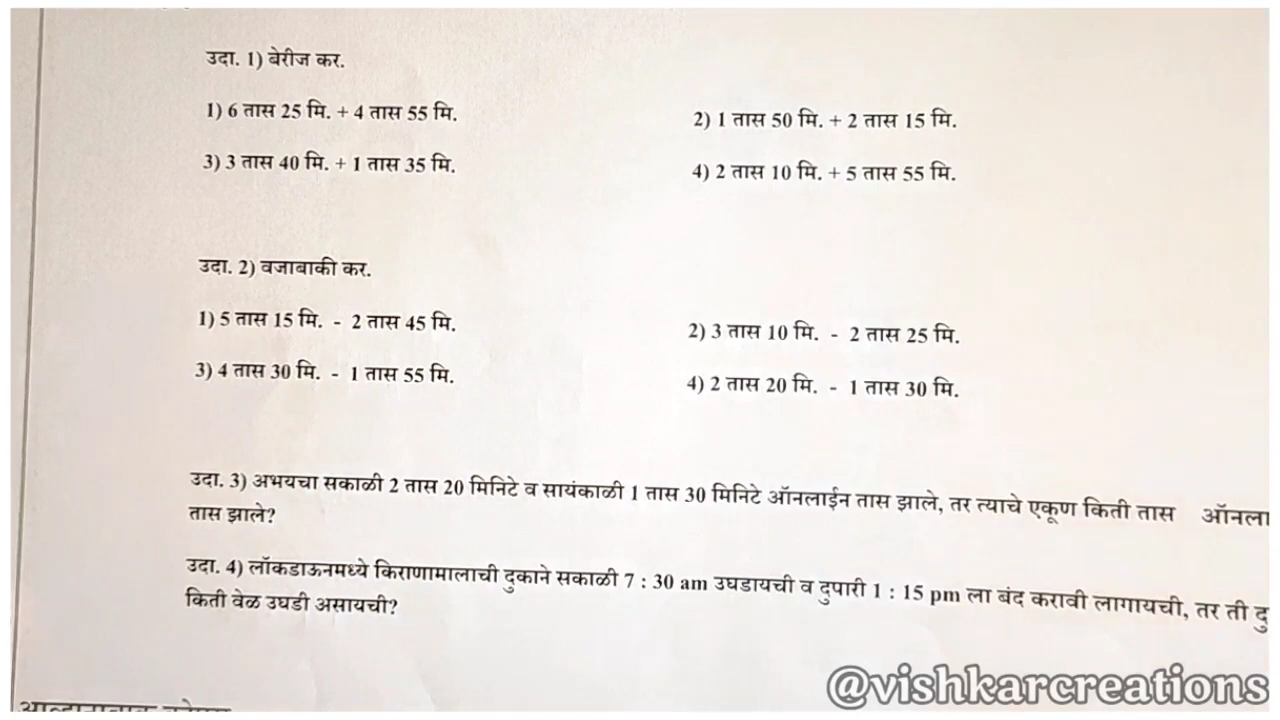 उदा. 1) बेरीज कर.
1) 6 तास 25 मि. + 4 तास 55 मि.
2) 1 तास 50 मि. + 2 तास 15 मि.
3) 3 तास 40 मि. + 1 तास 35 मि.
4) 2 तास 10 मि. + 5 तास 55 मि.
उदा. 2) वजाबाकी कर.
1) 5 तास 15 मि. - 2 तास 45 मि.
2) 3 तास 10 मि. - 2 तास 25 मि.
3) 4 तास 30 मि. - 1 तास 55 मि.
4) 2 तास 20 मि. - 1 तास 30 मि.
उदा. 3) अभयचा सकाळी 2 तास 20 मिनिटे व सायंकाळी 1 तास 30 मिनिटे ऑनलाईन तास झाले, तर त्याचे एकूण किती तास ऑनला
तास झाले?
उदा. 4) लॉकडाऊनमध्ये किराणामालाची दुकाने सकाळी 7 : 30 am उघडायची व दुपारी 1 : 15 pm ला बंद करावी लागायची, तर ती दु
किती वेळ उघडी असायची?
@vishkarcreations